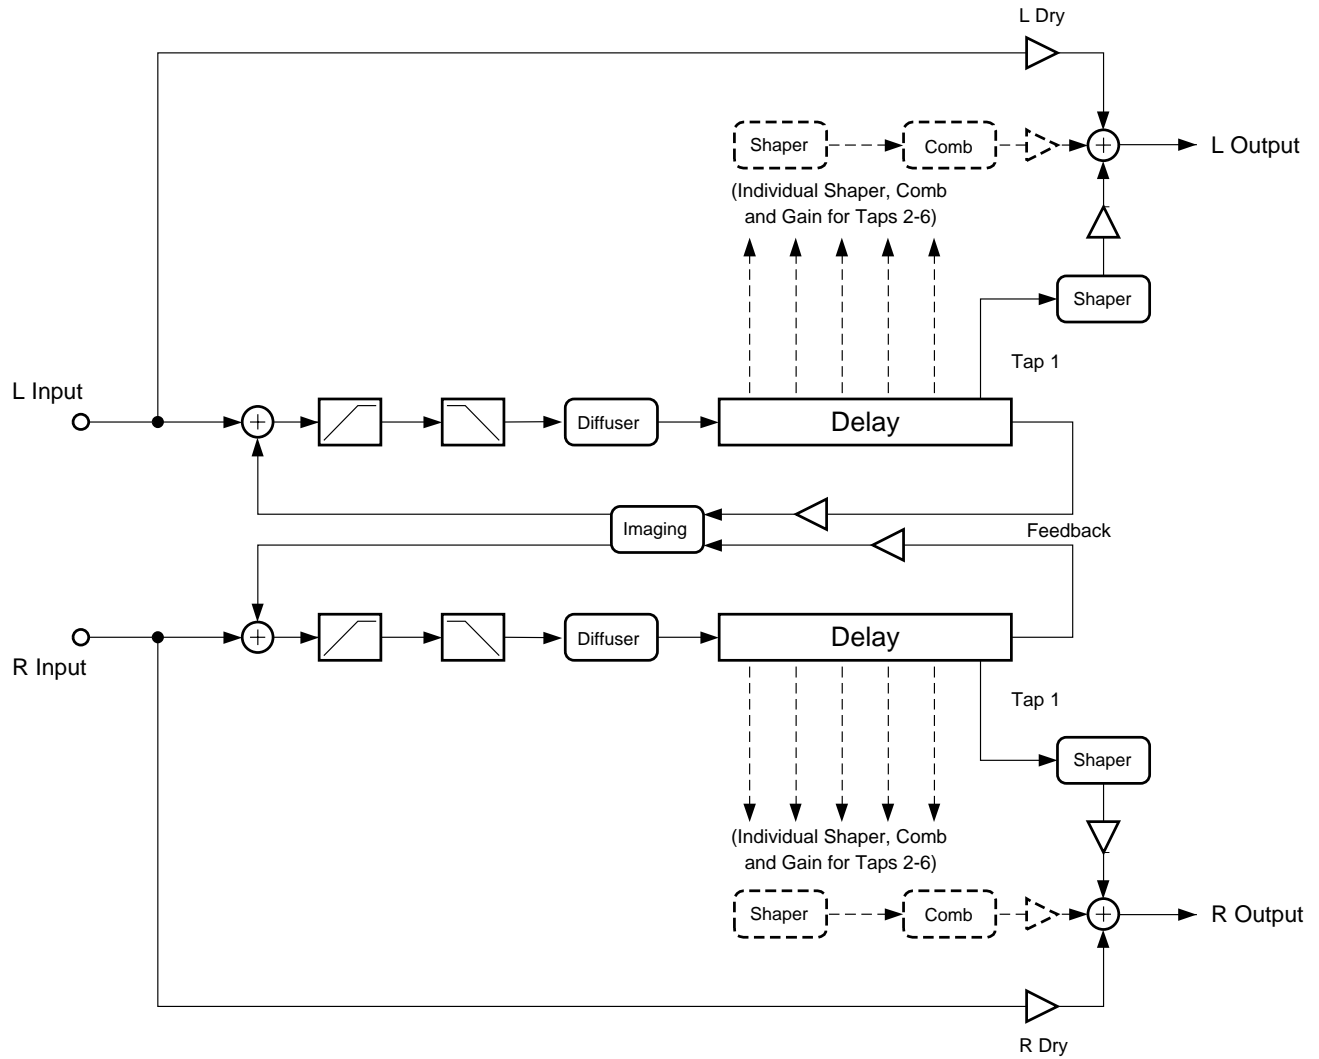 L Dry
Shaper
Comb
+
L Output
(Individual Shaper, Comb
and Gain for Taps 2-6)
Shaper
Tap 1
L Input
+
Diffuser
Delay
Imaging
Feedback
+
Diffuser
Delay
R Input
Tap 1
Shaper
(Individual Shaper, Comb
and Gain for Taps 2-6)
Shaper
Comb
+
R Output
R Dry